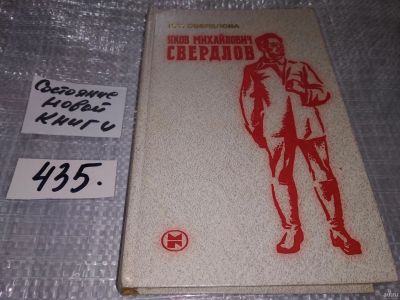 Состояние
новой
книги
435.
К.Т. СВЕРДЛОВА
ЯКОВ МИХАЙЛОВИЧ
СВЕРДЛОВ